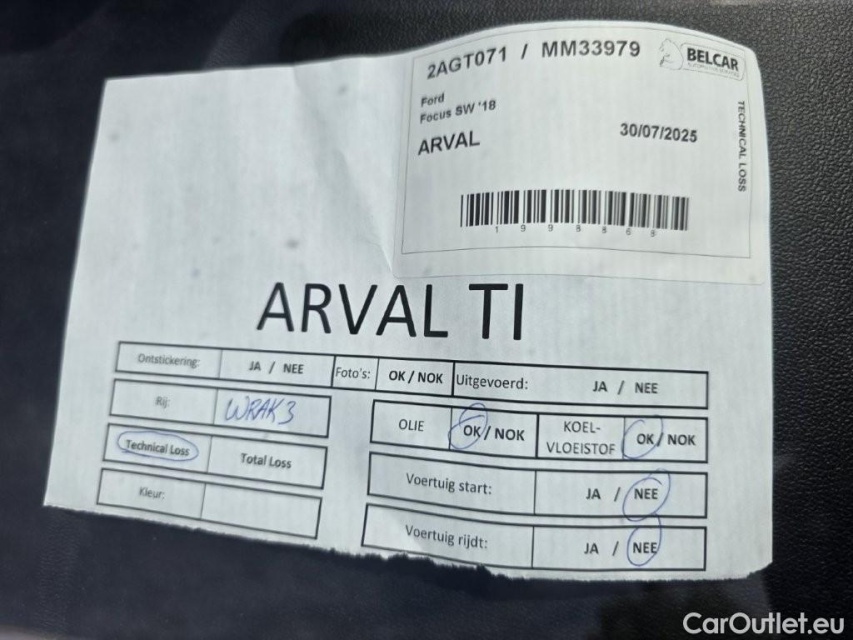 2AGT071 / MM33979
BELCAR
Ford
Focus SW '18
ARVAL
30/07/2025
TECHNICAL LOSS
1998868
ARVAL TI
Ontstickering: JA / NEE Foto's: OK / NOK Uitgevoerd: JA / NEE
Rij: WRAK 3
OLIE OK / NOK KOEL-
VLOEISTOF OK / NOK
Technical Loss Total Loss
Voertuig start: JA / NEE
Kleur:
Voertuig rijdt: JA / NEE
CarOutlet.eu